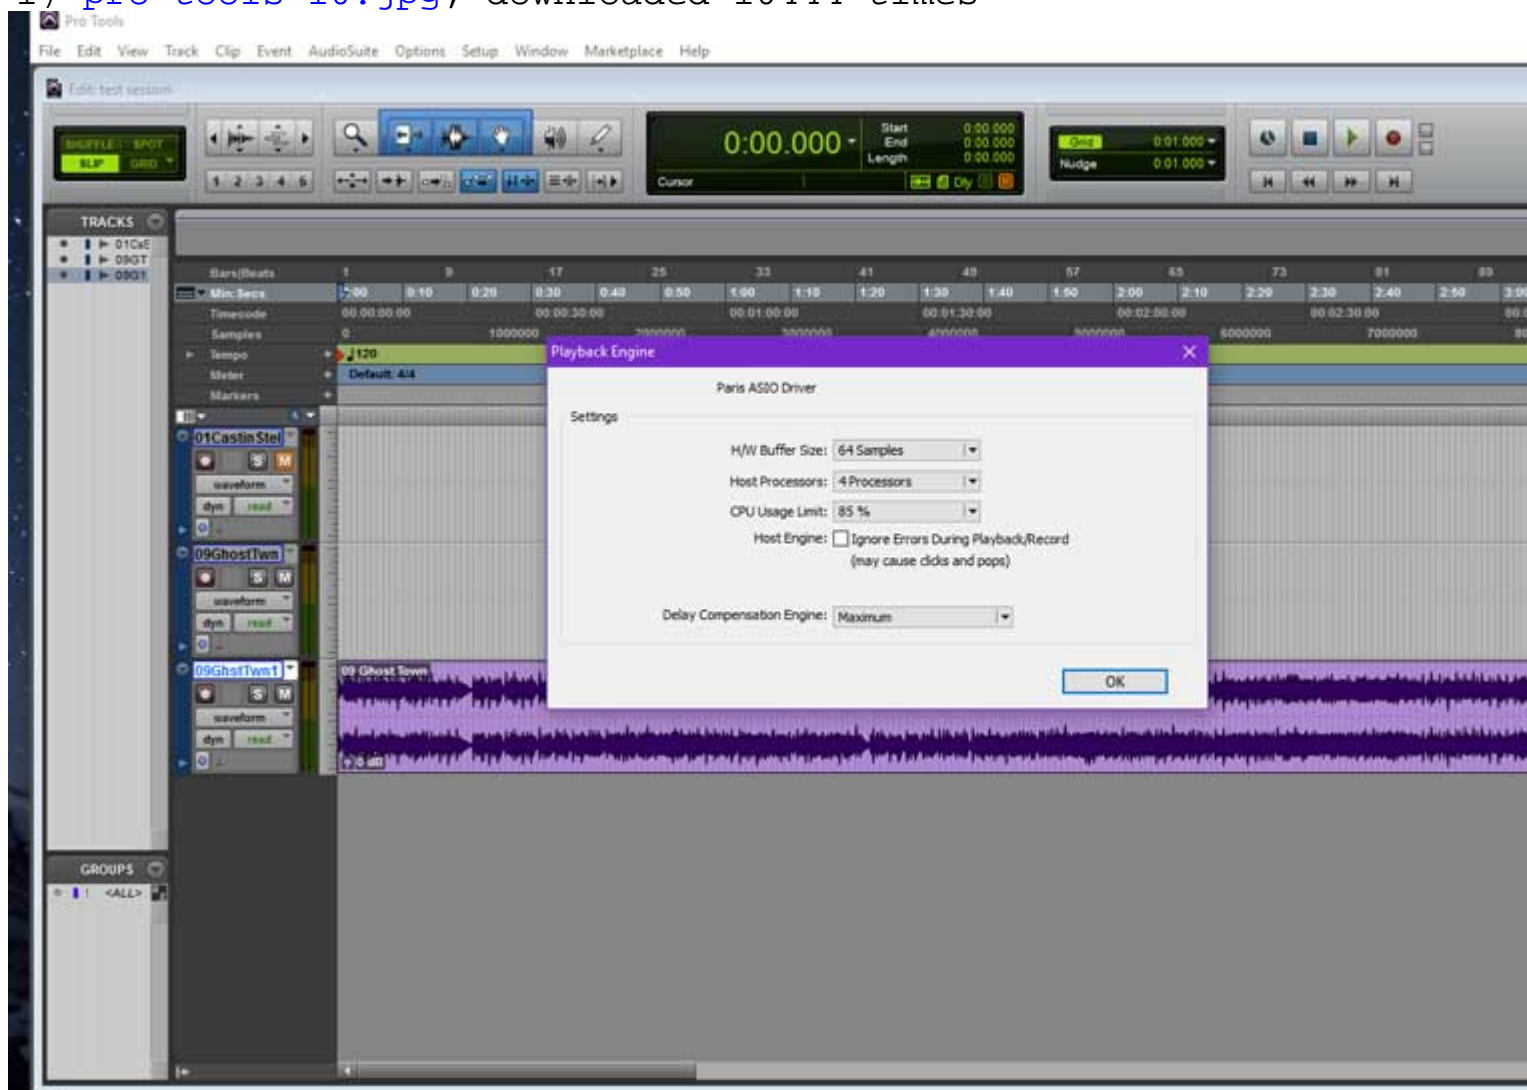 Pro Tools
File Edit View Track Clip Event AudioSuite Options Setup Window Marketplace Help
Edit: test session
SHUFFLE SPOT
SLIP GRID
1 2 3 4 5
0:00.000
Start 0:00.000
End 0:00.000
Length 0:00.000
Cursor
Dly
Grid 0:01.000
Nudge 0:01.000
TRACKS
01CsS
09GT
09G1
Bars|Beats 1 9 17 25 33 41 49 57 65 73 81 89
Min:Secs 0:00 0:10 0:20 0:30 0:40 0:50 1:00 1:10 1:20 1:30 1:40 1:50 2:00 2:10 2:20 2:30 2:40 2:50 3:00
Timecode 00:00:00:00 00:00:30:00 00:01:00:00 00:01:30:00 00:02:00:00 00:02:30:00
Samples 0 1000000 2000000 3000000 4000000 5000000 6000000 7000000
Tempo 120
Meter Default: 4/4
Markers
Playback Engine
Paris ASIO Driver
Settings
H/W Buffer Size: 64 Samples
Host Processors: 4 Processors
CPU Usage Limit: 85 %
Host Engine: Ignore Errors During Playback/Record
(may cause clicks and pops)
Delay Compensation Engine: Maximum
OK
01CastinStel
S M
waveform
dyn read
09GhostTwn
S M
waveform
dyn read
09GhstTwn1
S M
waveform
dyn read
09 Ghost Town
0 dB
GROUPS
! <ALL>